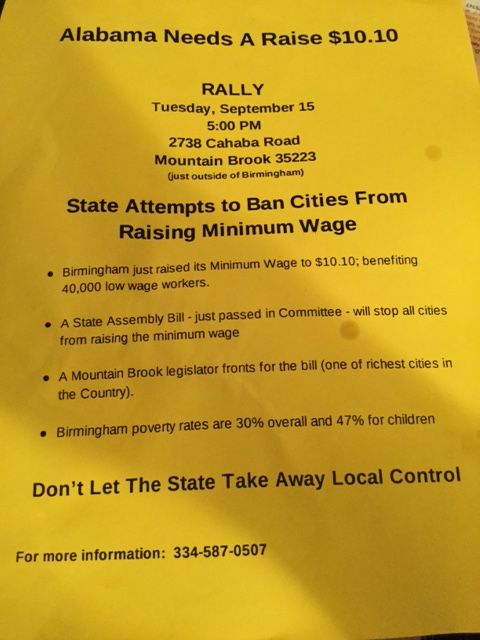 Alabama Needs A Raise $10.10
RALLY
Tuesday, September 15
5:00 PM
2738 Cahaba Road
Mountain Brook 35223
(just outside of Birmingham)
State Attempts to Ban Cities From
Raising Minimum Wage
• Birmingham just raised its Minimum Wage to $10.10; benefiting
40,000 low wage workers.
• A State Assembly Bill - just passed in Committee - will stop all cities
from raising the minimum wage
• A Mountain Brook legislator fronts for the bill (one of richest cities in
the Country).
• Birmingham poverty rates are 30% overall and 47% for children
Don't Let The State Take Away Local Control
For more information: 334-587-0507